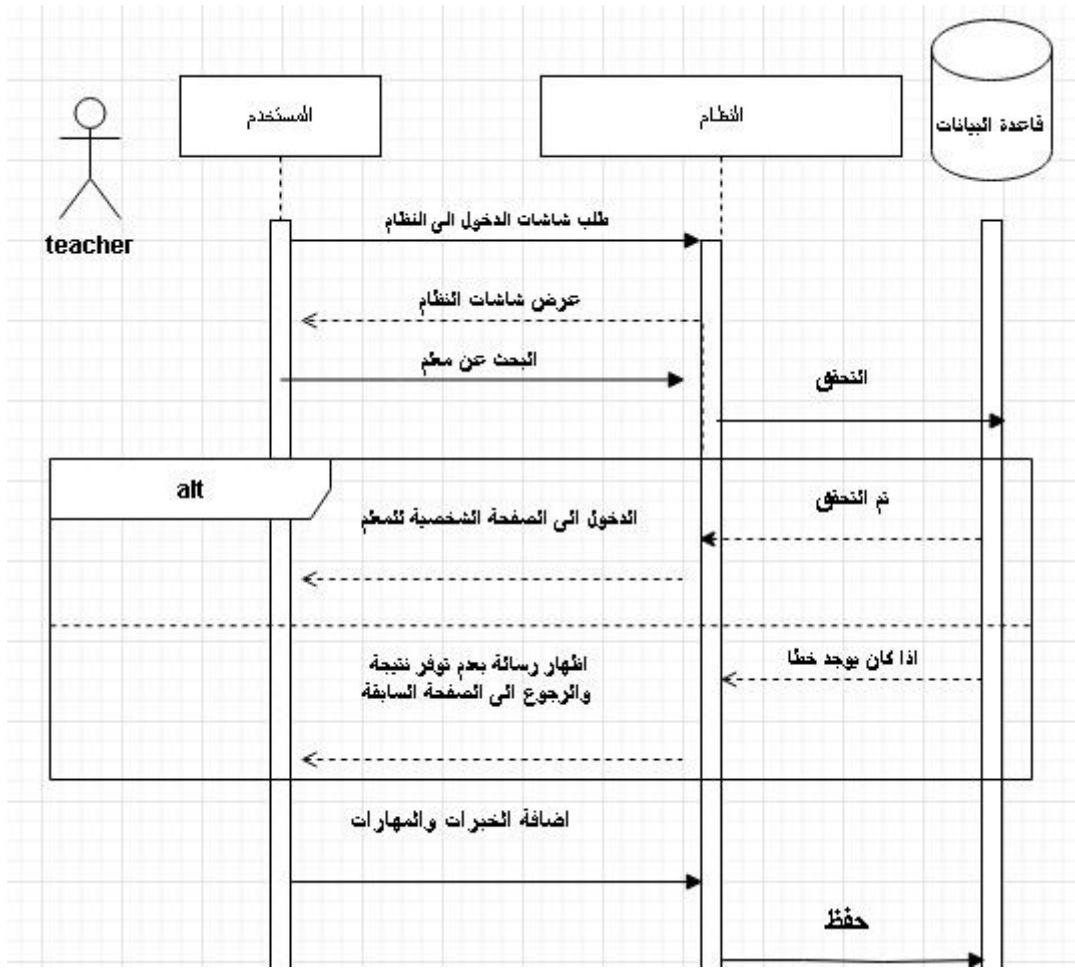 المستخدم
النظام
قاعدة البيانات
teacher
طلب شاشات الدخول الى النظام
عرض شاشات النظام
البحث عن معلم
التحقق
alt
تم التحقق
الدخول الى الصفحة الشخصية للمعلم
اذا كان يوجد خطا
اظهار رسالة بعدم توفر نتيجة
والرجوع الى الصفحة السابقة
اضافة الخبرات والمهارات
حفظ